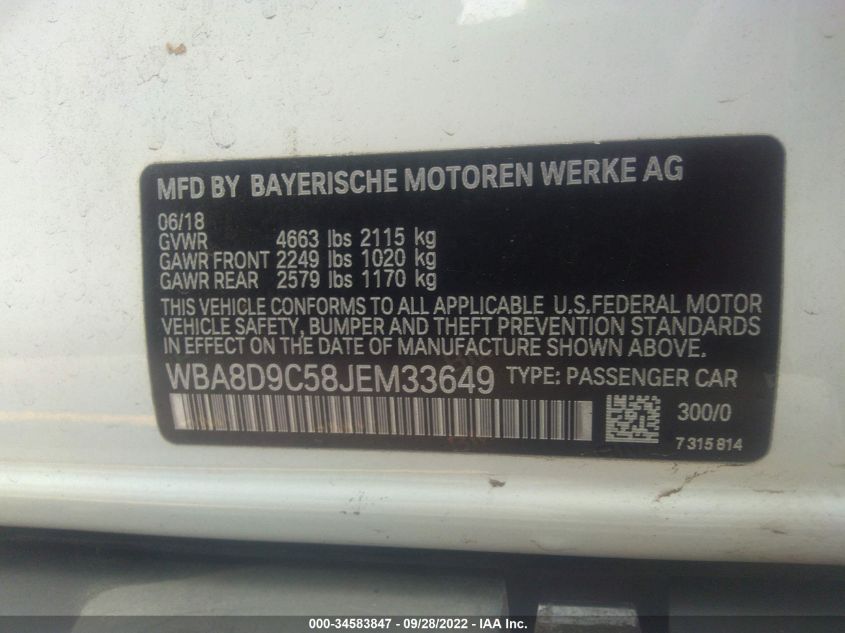 MFD BY BAYERISCHE MOTOREN WERKE AG
06/18
GVWR 4663 lbs 2115 kg
GAWR FRONT 2249 lbs 1020 kg
GAWR REAR 2579 lbs 1170 kg
THIS VEHICLE CONFORMS TO ALL APPLICABLE U.S.FEDERAL MOTOR
VEHICLE SAFETY, BUMPER AND THEFT PREVENTION STANDARDS
IN EFFECT ON THE DATE OF MANUFACTURE SHOWN ABOVE.
WBA8D9C58JEM33649 TYPE: PASSENGER CAR
300/0
7 315 814
000-34583847 - 09/28/2022 - IAA Inc.